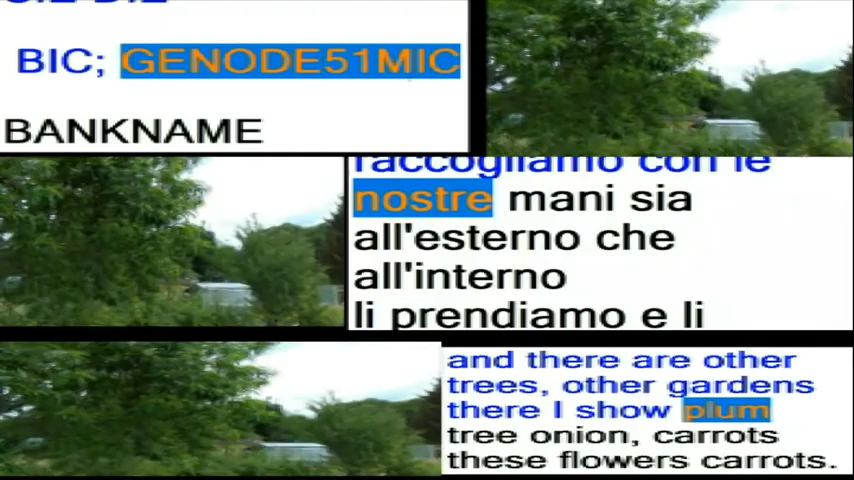 BIC; GENODE51MIC
BANKNAME
raccogliamo con le
nostre mani sia
all'esterno che
all'interno
li prendiamo e li
and there are other
trees, other gardens
there I show plum
tree onion, carrots
these flowers carrots.